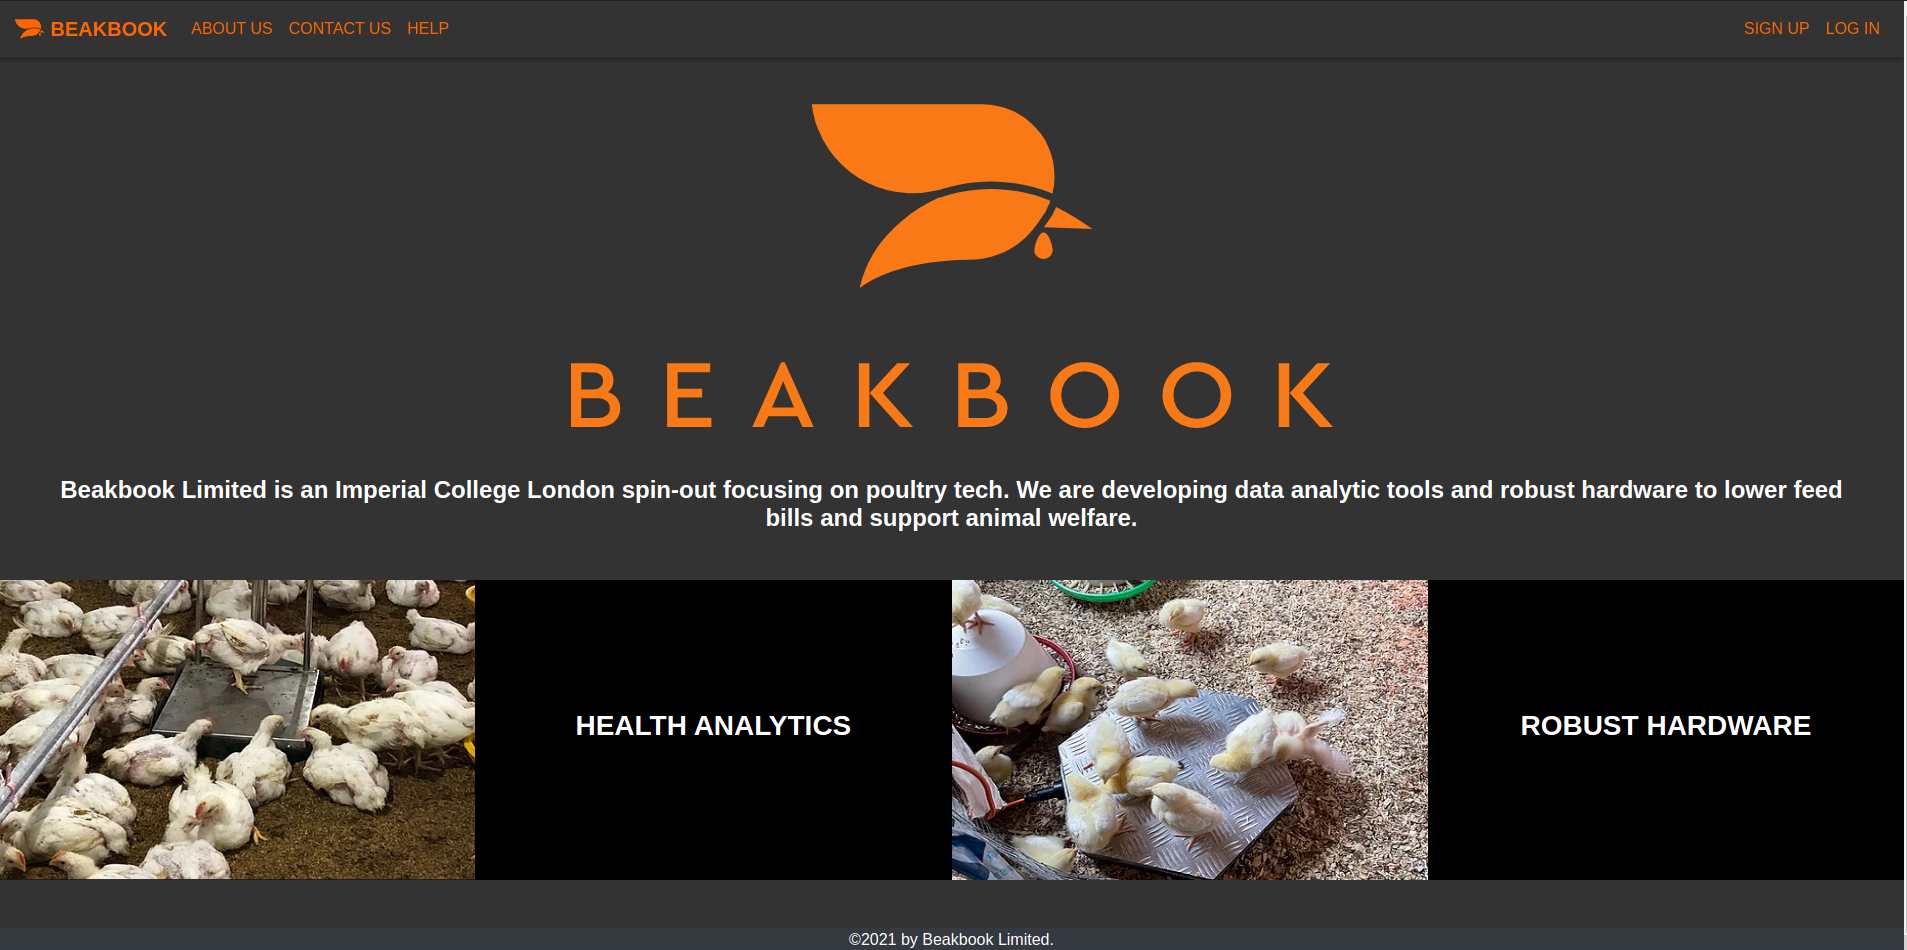 BEAKBOOK ABOUT US CONTACT US HELP SIGN UP LOG IN
BEAKBOOK
Beakbook Limited is an Imperial College London spin-out focusing on poultry tech. We are developing data analytic tools and robust hardware to lower feed
bills and support animal welfare.
HEALTH ANALYTICS
ROBUST HARDWARE
©2021 by Beakbook Limited.